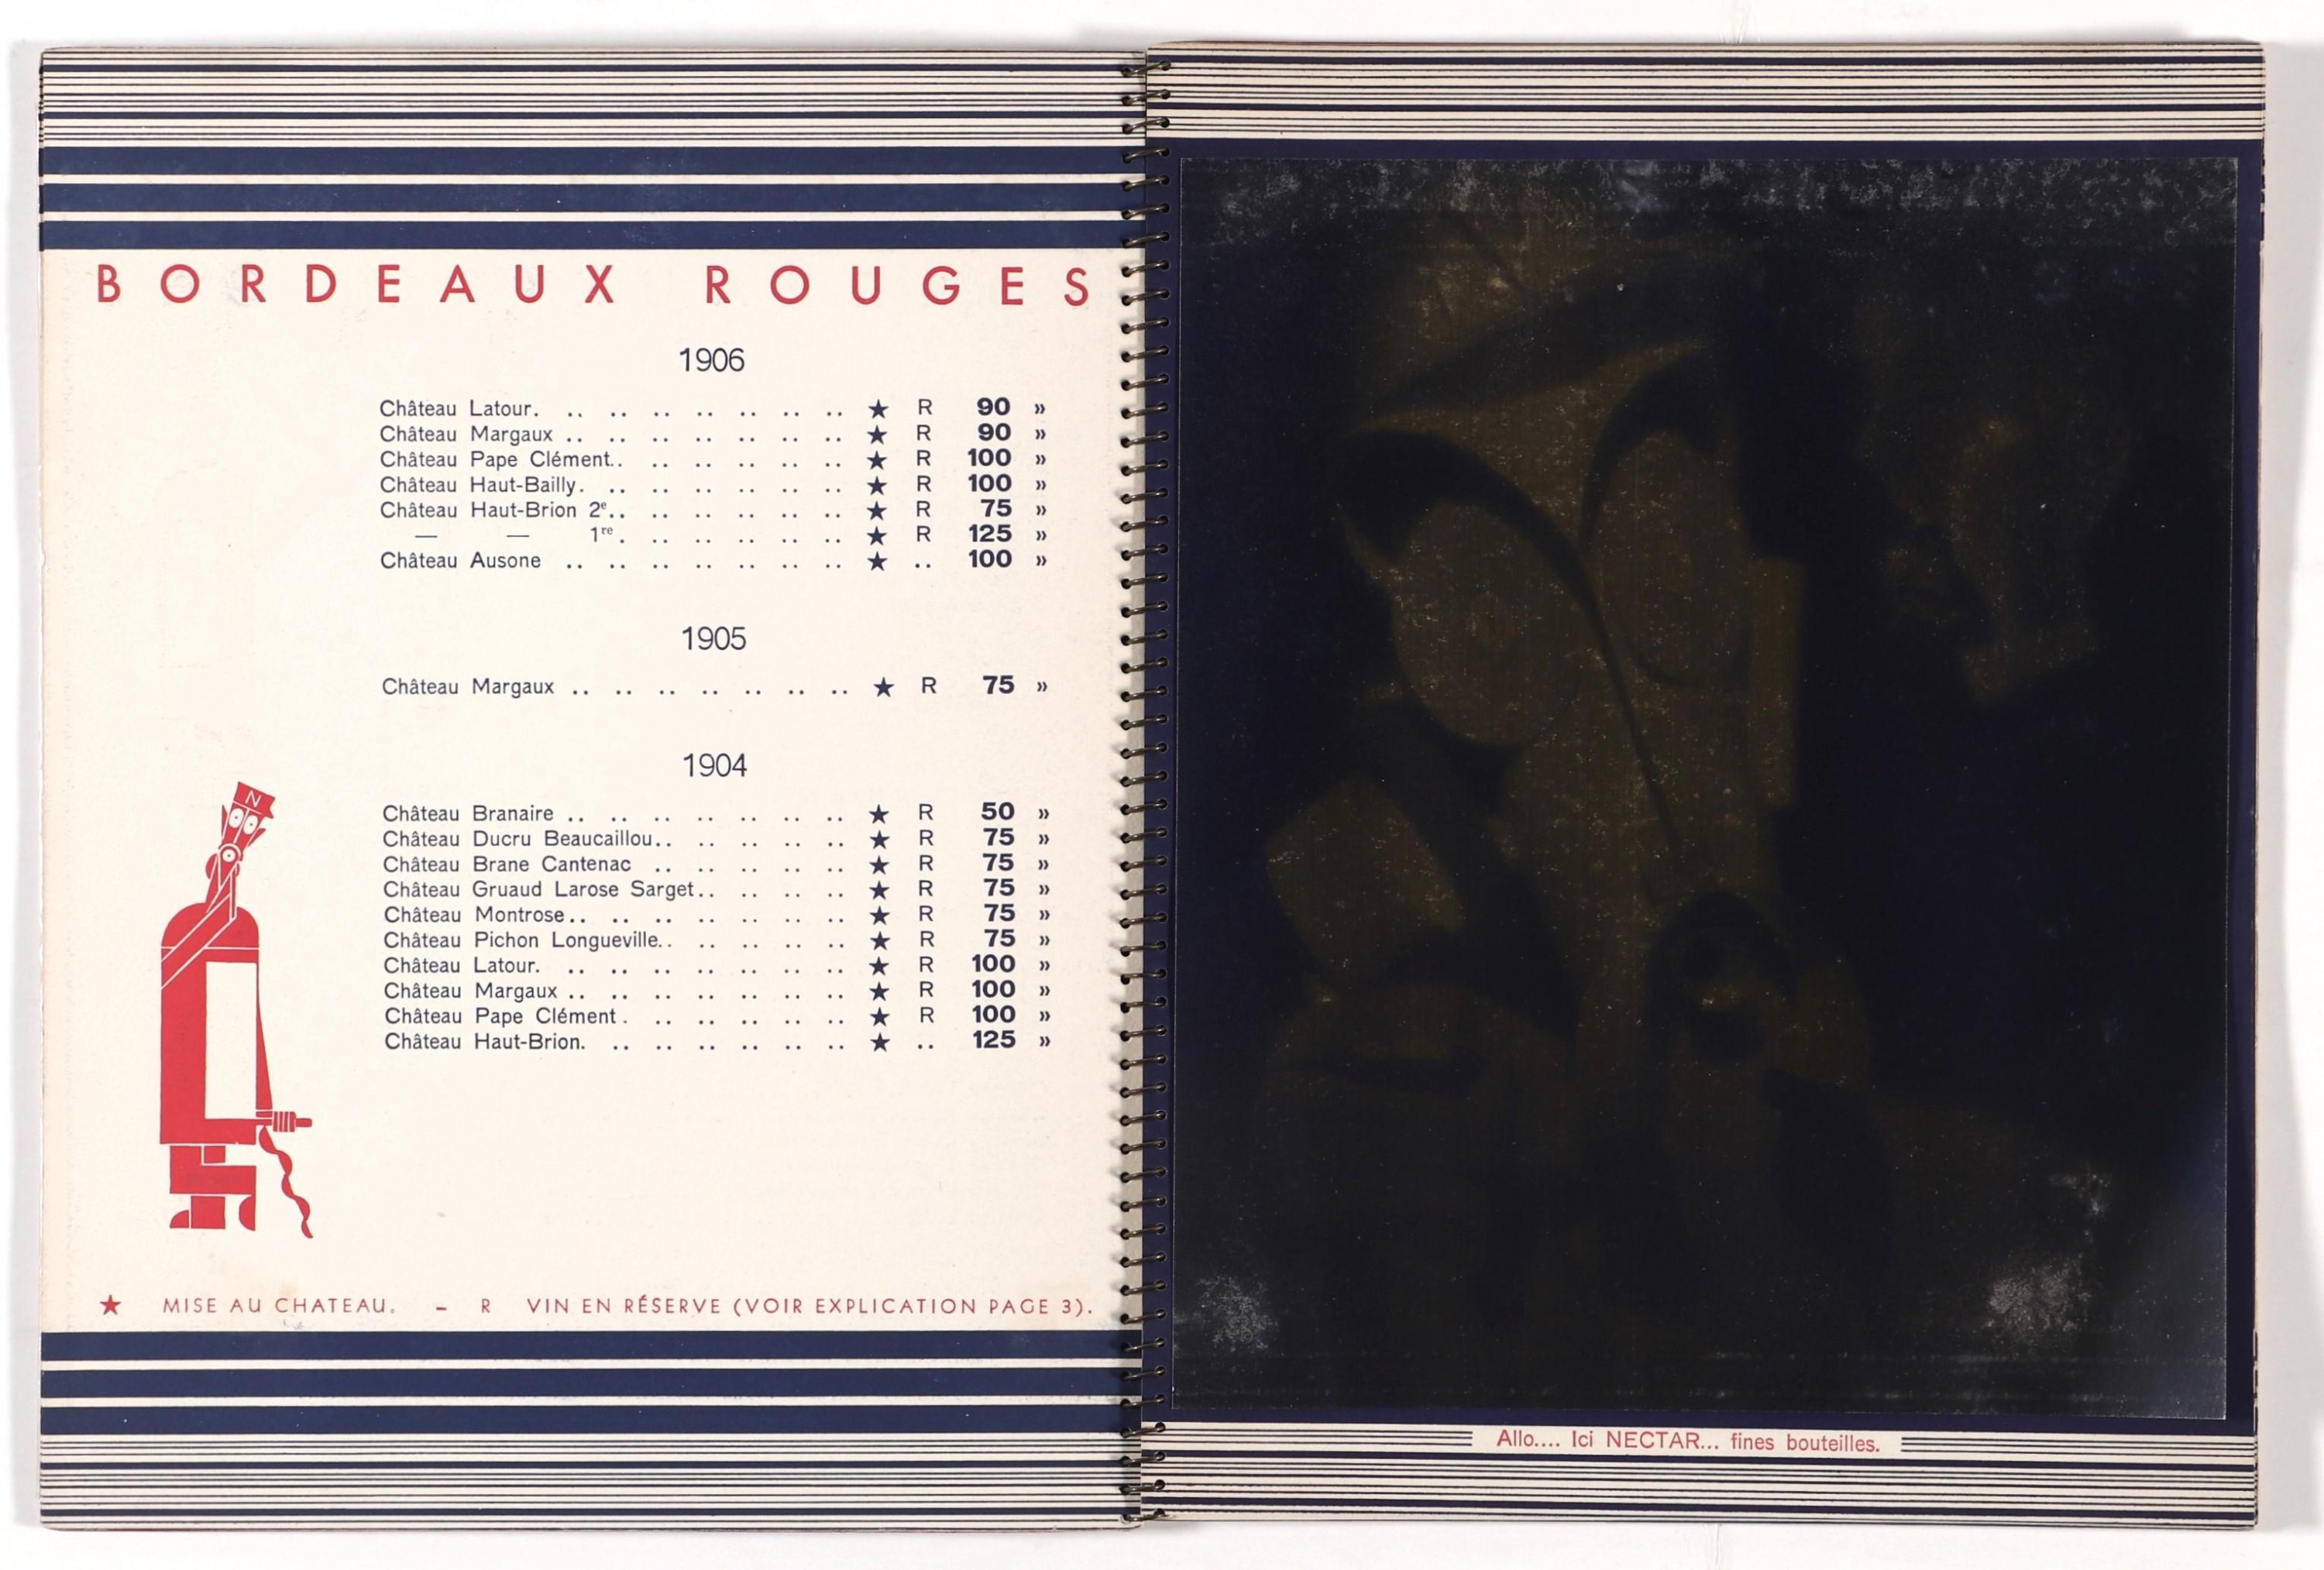 BORDEAUX ROUGES
1906
Château Latour. .. .. .. .. .. .. .. ★ R 90 »
Château Margaux .. .. .. .. .. .. .. ★ R 90 »
Château Pape Clément.. .. .. .. .. .. ★ R 100 »
Château Haut-Bailly. .. .. .. .. .. .. ★ R 100 »
Château Haut-Brion 2e.. .. .. .. .. .. ★ R 75 »
— — 1re. .. .. .. .. .. ★ R 125 »
Château Ausone .. .. .. .. .. .. .. ★ .. 100 »
1905
Château Margaux .. .. .. .. .. .. .. ★ R 75 »
1904
Château Branaire .. .. .. .. .. .. .. ★ R 50 »
Château Ducru Beaucaillou.. .. .. .. .. ★ R 75 »
Château Brane Cantenac .. .. .. .. .. ★ R 75 »
Château Gruaud Larose Sarget.. .. .. .. ★ R 75 »
Château Montrose.. .. .. .. .. .. .. ★ R 75 »
Château Pichon Longueville.. .. .. .. .. ★ R 75 »
Château Latour. .. .. .. .. .. .. .. ★ R 100 »
Château Margaux .. .. .. .. .. .. .. ★ R 100 »
Château Pape Clément . .. .. .. .. .. ★ R 100 »
Château Haut-Brion. .. .. .. .. .. .. ★ .. 125 »
N
★ MISE AU CHATEAU. - R VIN EN RÉSERVE (VOIR EXPLICATION PAGE 3).
Allo.... Ici NECTAR... fines bouteilles.